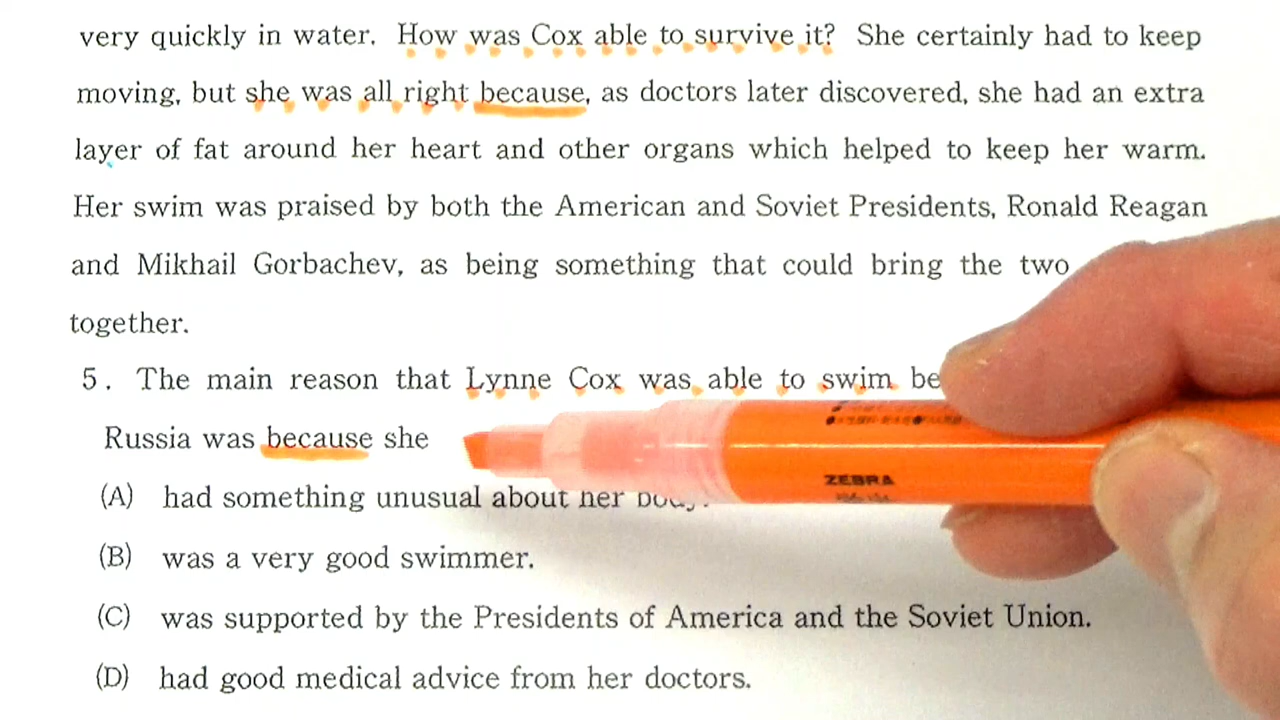 very quickly in water. How was Cox able to survive it? She certainly had to keep
moving, but she was all right because, as doctors later discovered, she had an extra
layer of fat around her heart and other organs which helped to keep her warm.
Her swim was praised by both the American and Soviet Presidents, Ronald Reagan
and Mikhail Gorbachev, as being something that could bring the two
together.
5. The main reason that Lynne Cox was able to swim
Russia was because she
(A) had something unusual about her body.
(B) was a very good swimmer.
(C) was supported by the Presidents of America and the Soviet Union.
(D) had good medical advice from her doctors.
ZEBRA